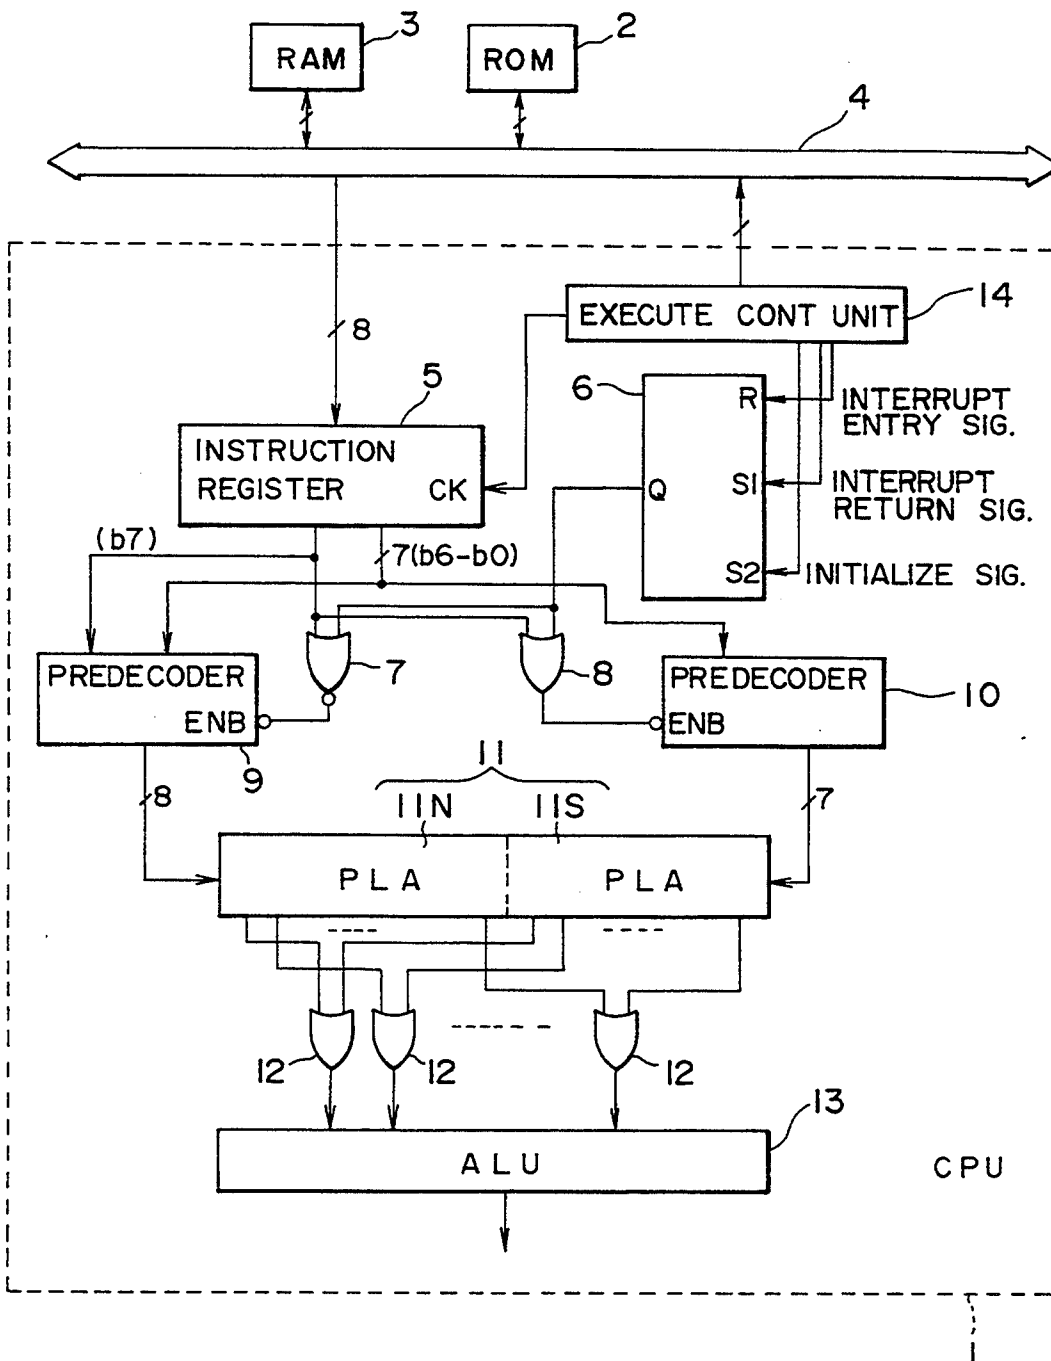 3
2
RAM
ROM
4
14
EXECUTE CONT UNIT
8
5
6
R
INTERRUPT
ENTRY SIG.
INSTRUCTION
REGISTER
CK
Q
S1
INTERRUPT
RETURN SIG.
(b7)
7(b6-b0)
S2
INITIALIZE SIG.
PREDECODER
ENB
7
8
PREDECODER
ENB
10
9
11
8
11N
11S
7
PLA
PLA
12
12
12
13
ALU
CPU